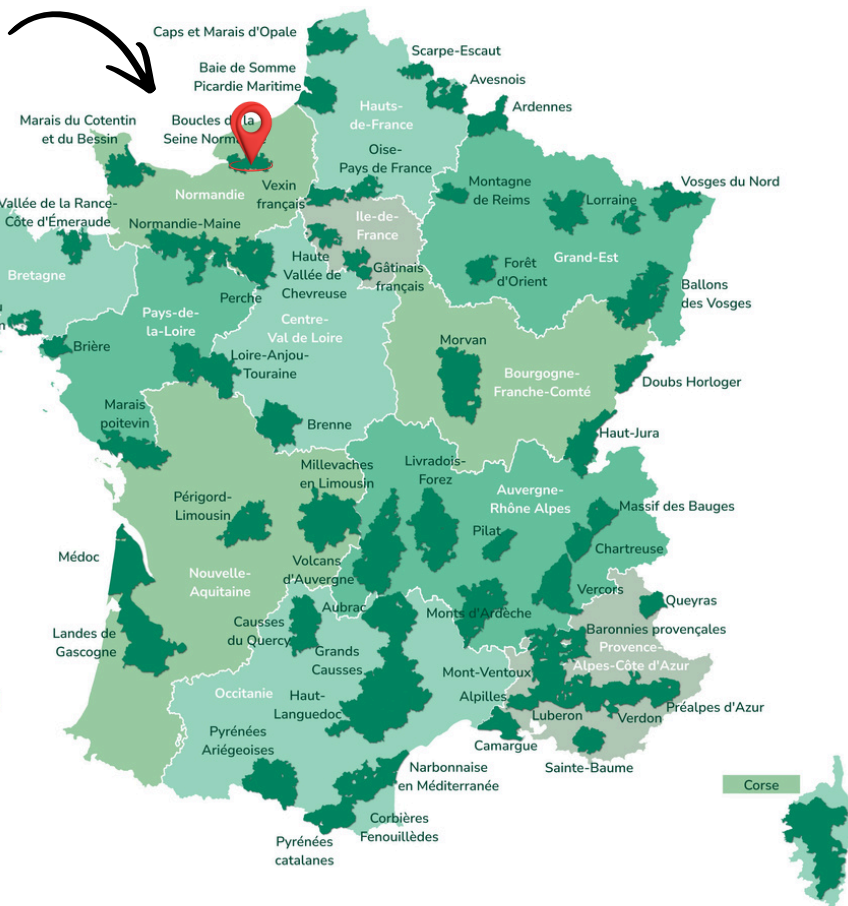 Caps et Marais d'Opale
Scarpe-Escaut
Baie de Somme
Picardie Maritime
Avesnois
Ardennes
Hauts-
de-France
Marais du Cotentin
et du Bessin
Boucles de la
Seine
Oise-
Pays de France
Normandie
Vexin
français
Montagne
de Reims
Lorraine
Vosges du Nord
Vallée de la Rance-
Côte d'Émeraude
Normandie-Maine
Ile-de-
France
Bretagne
Haute
Vallée de
Chevreuse
Gâtinais
français
Forêt
d'Orient
Grand-Est
Perche
Ballons
des Vosges
Pays-de-
la-Loire
Centre-
Val de Loire
Brière
Loire-Anjou-
Touraine
Morvan
Bourgogne-
Franche-Comté
Doubs Horloger
Marais
poitevin
Brenne
Haut-Jura
Millevaches
en Limousin
Livradois-
Forez
Périgord-
Limousin
Auvergne-
Rhône Alpes
Massif des Bauges
Pilat
Chartreuse
Médoc
Volcans
d'Auvergne
Nouvelle-
Aquitaine
Vercors
Queyras
Aubrac
Monts d'Ardèche
Causses
du Quercy
Baronnies provençales
Landes de
Gascogne
Grands
Causses
Provence-
Alpes-Côte d'Azur
Mont-Ventoux
Occitanie
Haut-
Languedoc
Alpilles
Luberon
Verdon
Préalpes d'Azur
Pyrénées
Ariégeoises
Camargue
Sainte-Baume
Narbonnaise
en Méditerranée
Corse
Corbières
Fenouillèdes
Pyrénées
catalanes